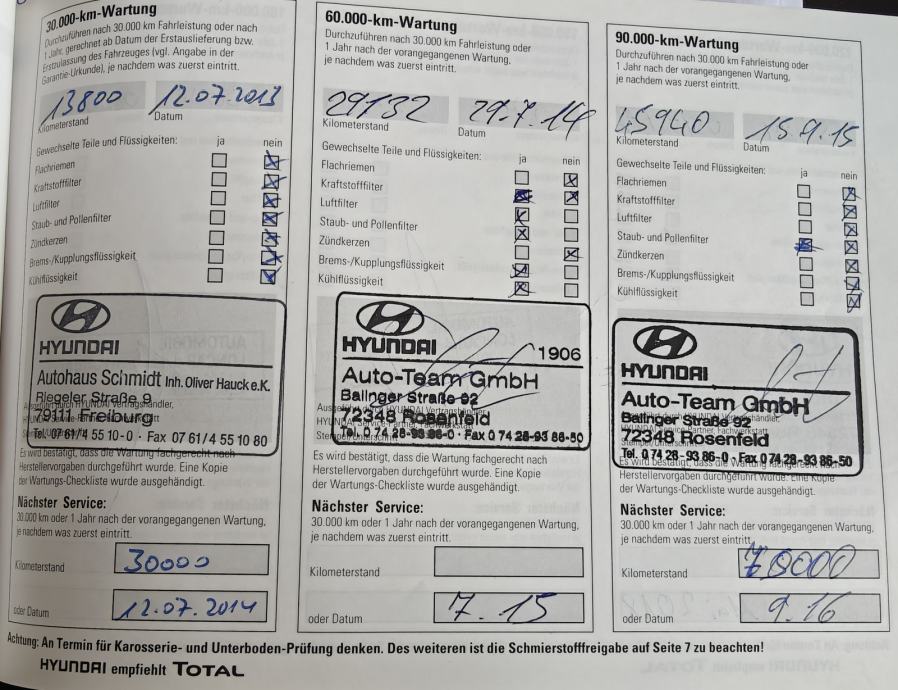 30.000-km-Wartung
Durchzuführen nach 30.000 km Fahrleistung oder nach
1 Jahr, gerechnet ab Datum der Erstauslieferung bzw.
Erstzulassung des Fahrzeuges (vgl. Angabe in der
Garantie-Urkunde), je nachdem was zuerst eintritt.
13800 12.07.2013
Kilometerstand Datum
Gewechselte Teile und Flüssigkeiten: ja nein
Flachriemen
Kraftstofffilter
Luftfilter
Staub- und Pollenfilter
Zündkerzen
Brems-/Kupplungsflüssigkeit
Kühlflüssigkeit
HYUNDAI
Autohaus Schmidt Inh. Oliver Hauck e.K.
Riegeler Straße 9
79111 Freiburg
Tel. 07 61/4 55 10-0 · Fax 07 61/4 55 10 80
Es wird bestätigt, dass die Wartung fachgerecht nach
Herstellervorgaben durchgeführt wurde. Eine Kopie
der Wartungs-Checkliste wurde ausgehändigt.
Nächster Service:
30.000 km oder 1 Jahr nach der vorangegangenen Wartung,
je nachdem was zuerst eintritt.
Kilometerstand 30000
oder Datum 12.07.2014
60.000-km-Wartung
Durchzuführen nach 30.000 km Fahrleistung oder
1 Jahr nach der vorangegangenen Wartung,
je nachdem was zuerst eintritt.
29132 29.7.14
Kilometerstand Datum
Gewechselte Teile und Flüssigkeiten: ja nein
Flachriemen
Kraftstofffilter
Luftfilter
Staub- und Pollenfilter
Zündkerzen
Brems-/Kupplungsflüssigkeit
Kühlflüssigkeit
HYUNDAI 1906
Auto-Team GmbH
Balinger Straße 92
72348 Rosenfeld
Tel. 0 74 28-93 86-0 · Fax 0 74 28-93 86-50
Es wird bestätigt, dass die Wartung fachgerecht nach
Herstellervorgaben durchgeführt wurde. Eine Kopie
der Wartungs-Checkliste wurde ausgehändigt.
Nächster Service:
30.000 km oder 1 Jahr nach der vorangegangenen Wartung,
je nachdem was zuerst eintritt.
Kilometerstand
oder Datum 7.15
90.000-km-Wartung
Durchzuführen nach 30.000 km Fahrleistung oder
1 Jahr nach der vorangegangenen Wartung,
je nachdem was zuerst eintritt.
45940 15.9.15
Kilometerstand Datum
Gewechselte Teile und Flüssigkeiten: ja nein
Flachriemen
Kraftstofffilter
Luftfilter
Staub- und Pollenfilter
Zündkerzen
Brems-/Kupplungsflüssigkeit
Kühlflüssigkeit
HYUNDAI
Auto-Team GmbH
Balinger Straße 92
72348 Rosenfeld
Tel. 0 74 28-93 86-0 · Fax 0 74 28-93 86-50
Es wird bestätigt, dass die Wartung fachgerecht nach
Herstellervorgaben durchgeführt wurde. Eine Kopie
der Wartungs-Checkliste wurde ausgehändigt.
Nächster Service:
30.000 km oder 1 Jahr nach der vorangegangenen Wartung,
je nachdem was zuerst eintritt.
Kilometerstand
oder Datum 9.16
Achtung: An Termin für Karosserie- und Unterboden-Prüfung denken. Des weiteren ist die Schmierstofffreigabe auf Seite 7 zu beachten!
HYUNDAI empfiehlt TOTAL